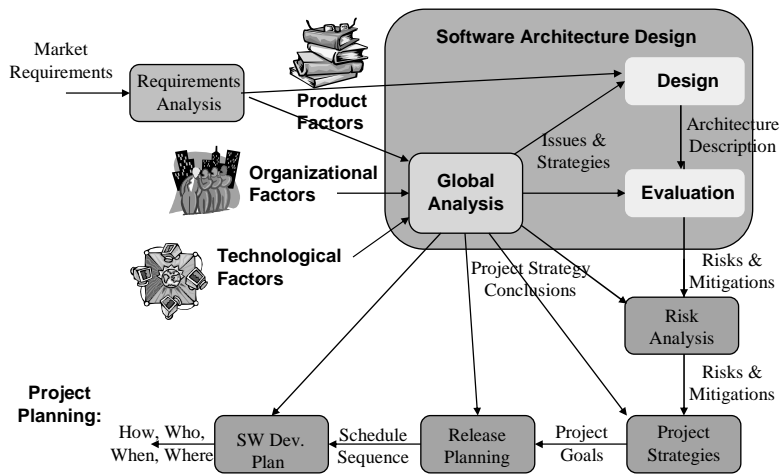 Market
Requirements
Requirements
Analysis
Product
Factors
Software Architecture Design
Design
Architecture
Description
Issues &
Strategies
Organizational
Factors
Global
Analysis
Evaluation
Technological
Factors
Project Strategy
Conclusions
Risks &
Mitigations
Risk
Analysis
Risks &
Mitigations
Project
Planning:
How, Who,
When, Where
SW Dev.
Plan
Schedule
Sequence
Release
Planning
Project
Goals
Project
Strategies